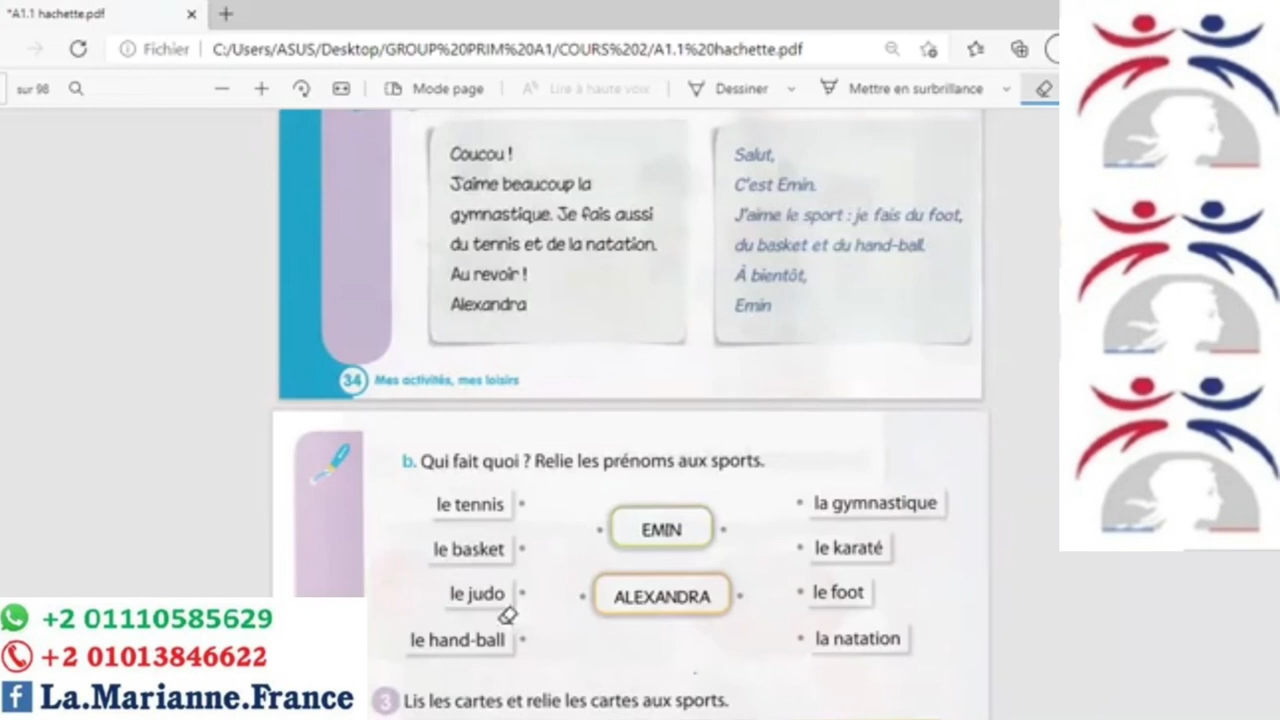 *A1.1 hachette.pdf
Fichier
C:/Users/ASUS/Desktop/GROUP%20PRIM%20A1/COURS%202/A1.1%20hachette.pdf
sur 98
Mode page
Lire à haute voix
Dessiner
Mettre en surbrillance
Coucou !
J'aime beaucoup la
gymnastique. Je fais aussi
du tennis et de la natation.
Au revoir !
Alexandra
Salut,
C'est Emin.
J'aime le sport : je fais du foot,
du basket et du hand-ball.
À bientôt,
Emin
34 Mes activités, mes loisirs
b. Qui fait quoi ? Relie les prénoms aux sports.
le tennis
le basket
le judo
le hand-ball
EMIN
ALEXANDRA
la gymnastique
le karaté
le foot
la natation
3 Lis les cartes et relie les cartes aux sports.
+2 01110585629
+2 01013846622
La.Marianne.France